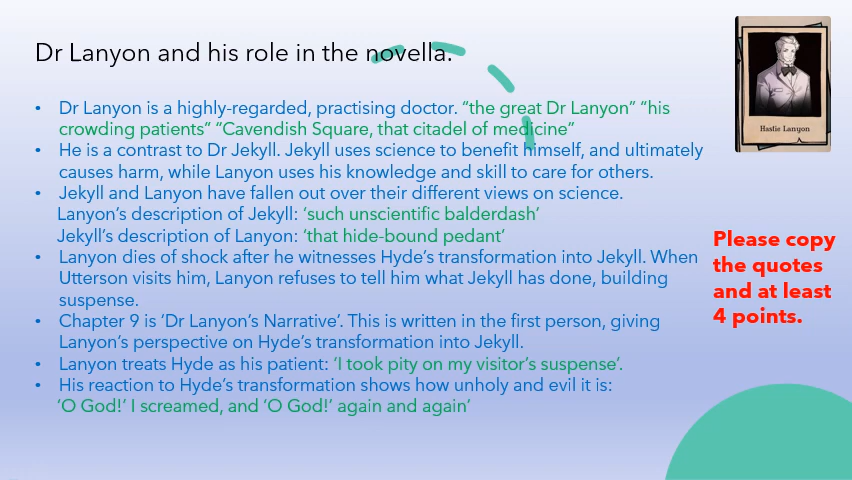 Dr Lanyon and his role in the novella.
• Dr Lanyon is a highly-regarded, practising doctor. “the great Dr Lanyon” “his
crowding patients” “Cavendish Square, that citadel of medicine”
• He is a contrast to Dr Jekyll. Jekyll uses science to benefit himself, and ultimately
causes harm, while Lanyon uses his knowledge and skill to care for others.
• Jekyll and Lanyon have fallen out over their different views on science.
Lanyon’s description of Jekyll: ‘such unscientific balderdash’
Jekyll’s description of Lanyon: ‘that hide-bound pedant’
• Lanyon dies of shock after he witnesses Hyde’s transformation into Jekyll. When
Utterson visits him, Lanyon refuses to tell him what Jekyll has done, building
suspense.
• Chapter 9 is ‘Dr Lanyon’s Narrative’. This is written in the first person, giving
Lanyon’s perspective on Hyde’s transformation into Jekyll.
• Lanyon treats Hyde as his patient: ‘I took pity on my visitor’s suspense’.
• His reaction to Hyde’s transformation shows how unholy and evil it is:
‘O God!’ I screamed, and ‘O God!’ again and again’
Hastie Lanyon
Please copy
the quotes
and at least
4 points.